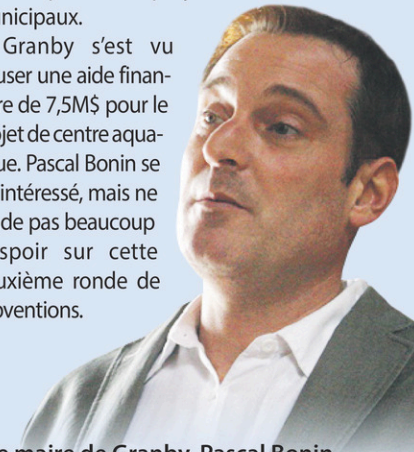 nicipaux.
Granby s'est vu
user une aide finan-
re de 7,5M$ pour le
ojet de centre aqua-
ue. Pascal Bonin se
intéressé, mais ne
de pas beaucoup
spoir sur cette
uxième ronde de
bventions.
e maire de Granby, Pascal Bonin